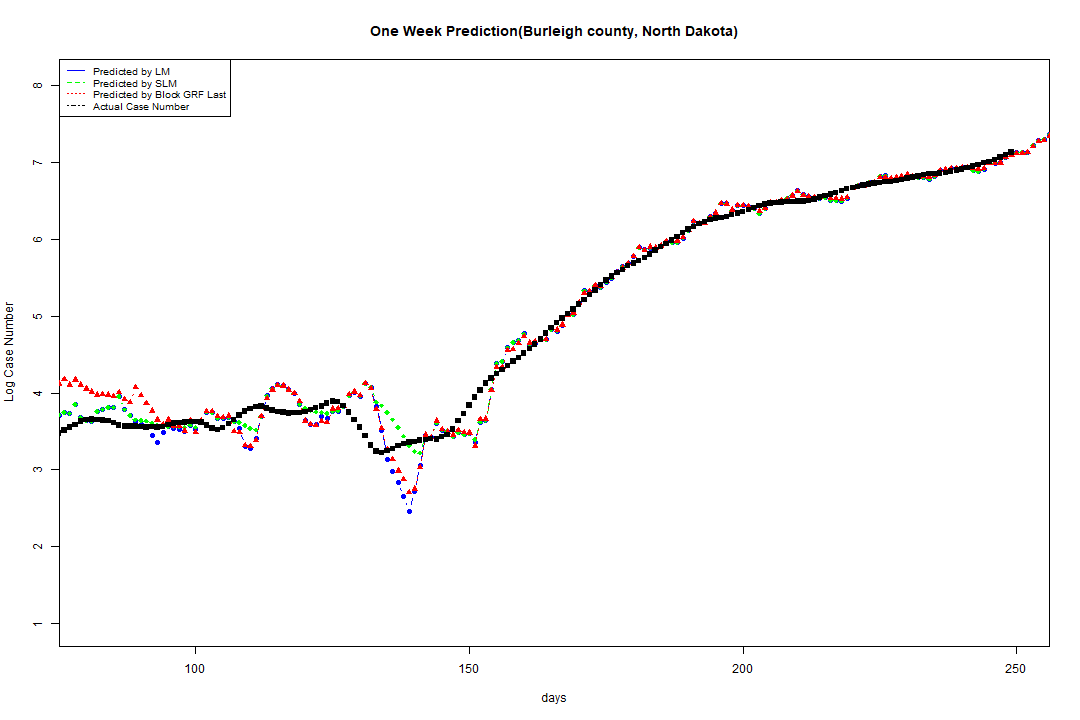 One Week Prediction(Burleigh county, North Dakota)
Predicted by LM
Predicted by SLM
Predicted by Block GRF Last
Actual Case Number
Log Case Number
8
7
6
5
4
3
2
1
100 150 200 250
days